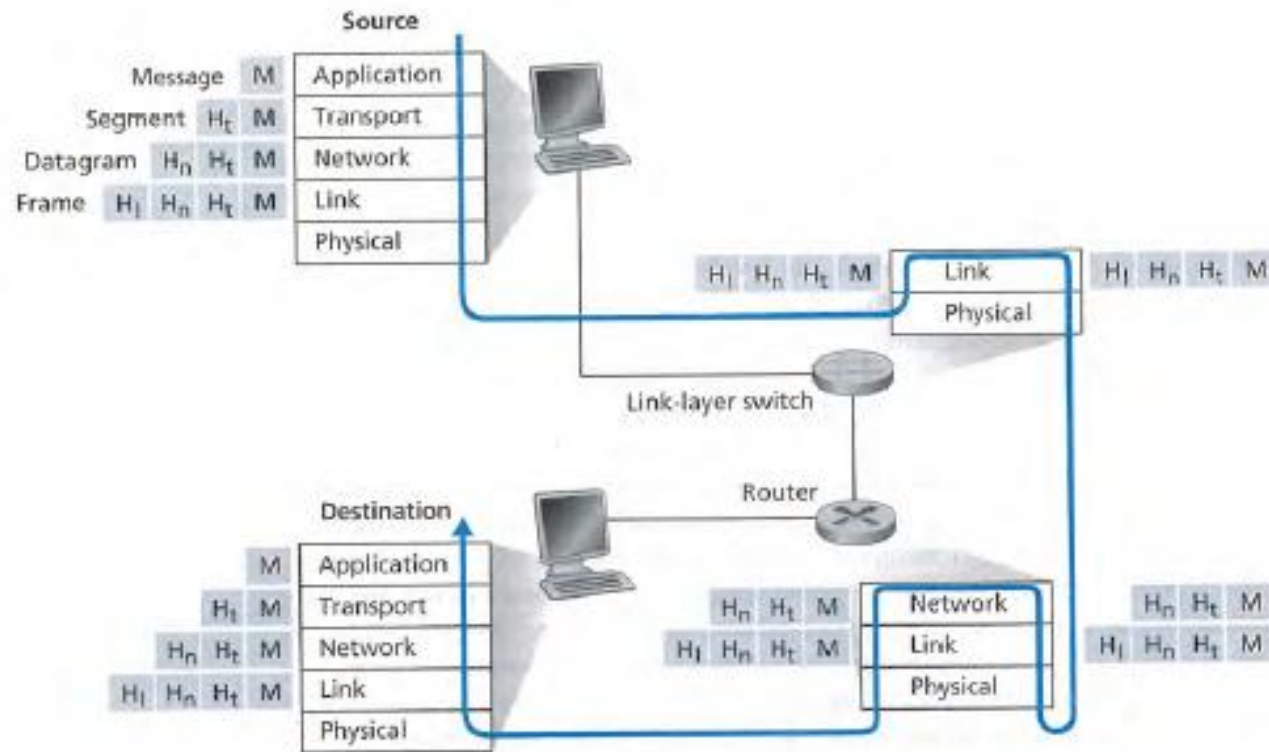 Source
Message M Application
Segment Ht M Transport
Datagram Hn Ht M Network
Frame Hl Hn Ht M Link
Physical
Hl Hn Ht M Link Hl Hn Ht M
Physical
Link-layer switch
Router
Destination
M Application
Ht M Transport
Hn Ht M Network
Hl Hn Ht M Link
Physical
Hn Ht M Network Hn Ht M
Hl Hn Ht M Link Hl Hn Ht M
Physical